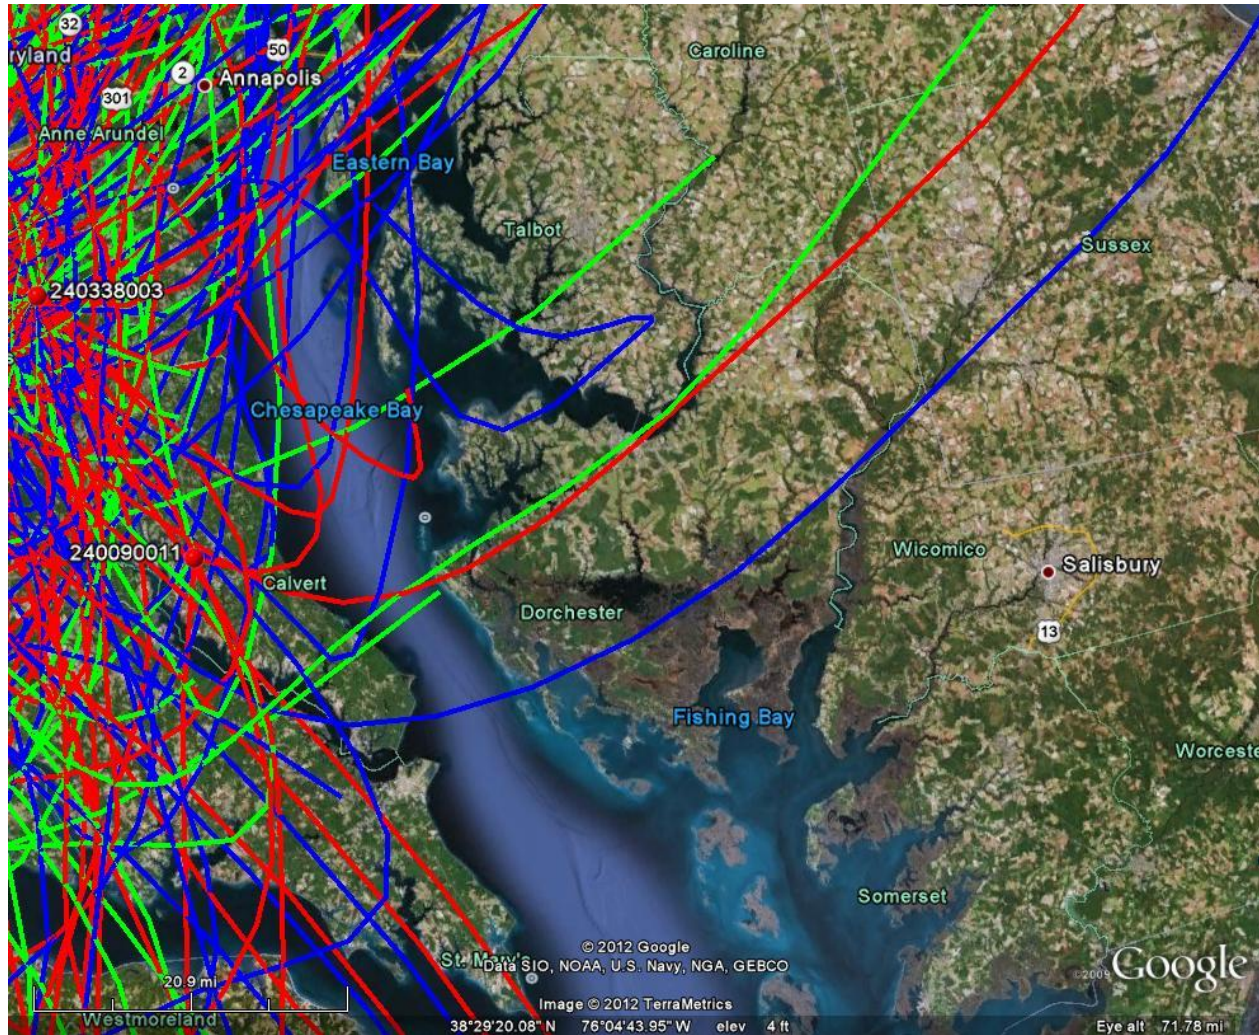 32
Caroline
50
ryland
2
Annapolis
301
Anne Arundel
Eastern Bay
Talbot
Sussex
240338003
Chesapeake Bay
240090011
Wicomico
Salisbury
Calvert
Dorchester
13
Fishing Bay
Worceste
Somerset
© 2012 Google
St. Mary's
Data SIO, NOAA, U.S. Navy, NGA, GEBCO
©2009 Google
20.9 mi
Image © 2012 TerraMetrics
Westmoreland
38°29'20.08" N 76°04'43.95" W elev 4 ft Eye alt 71.78 mi